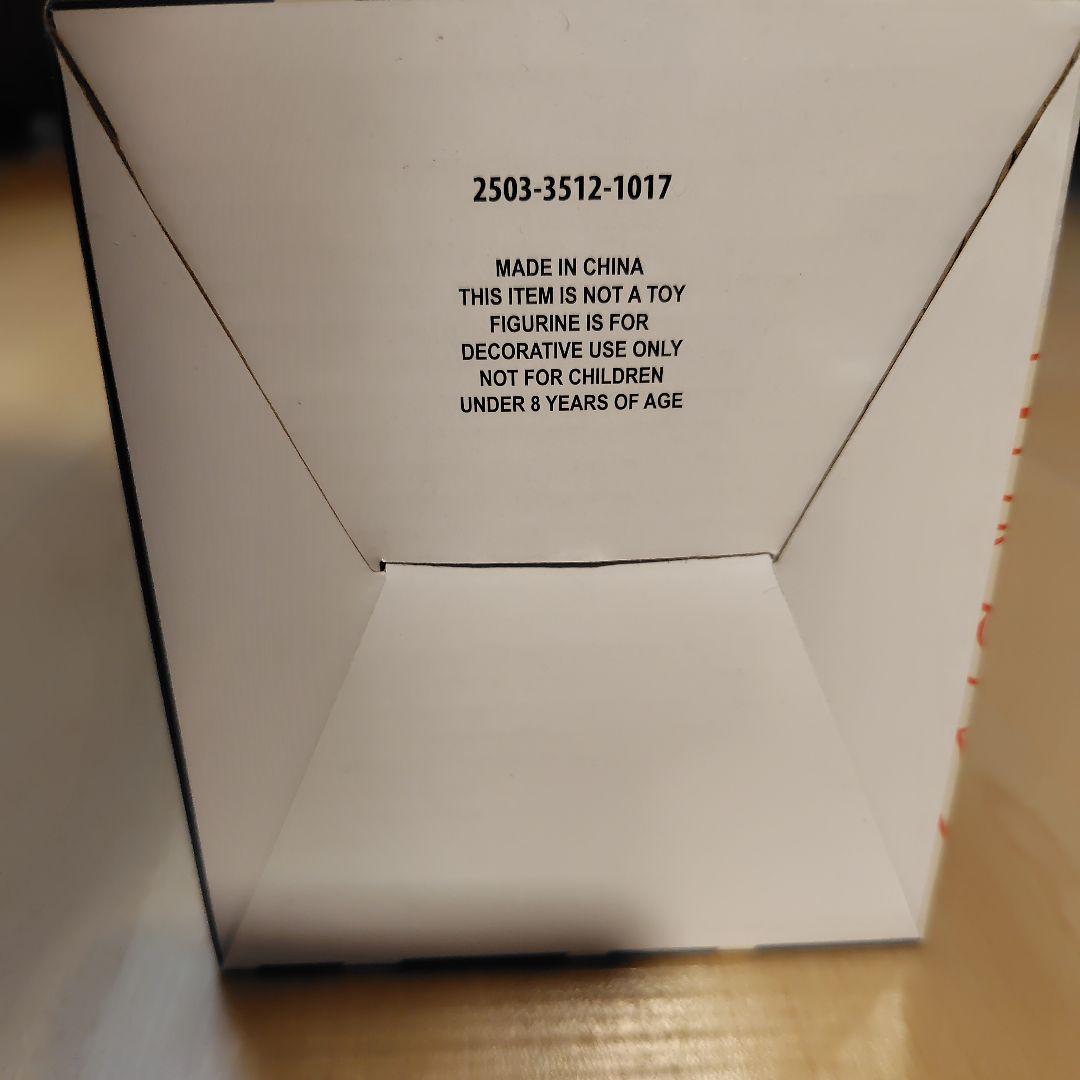 2503-3512-1017
MADE IN CHINA
THIS ITEM IS NOT A TOY
FIGURINE IS FOR
DECORATIVE USE ONLY
NOT FOR CHILDREN
UNDER 8 YEARS OF AGE